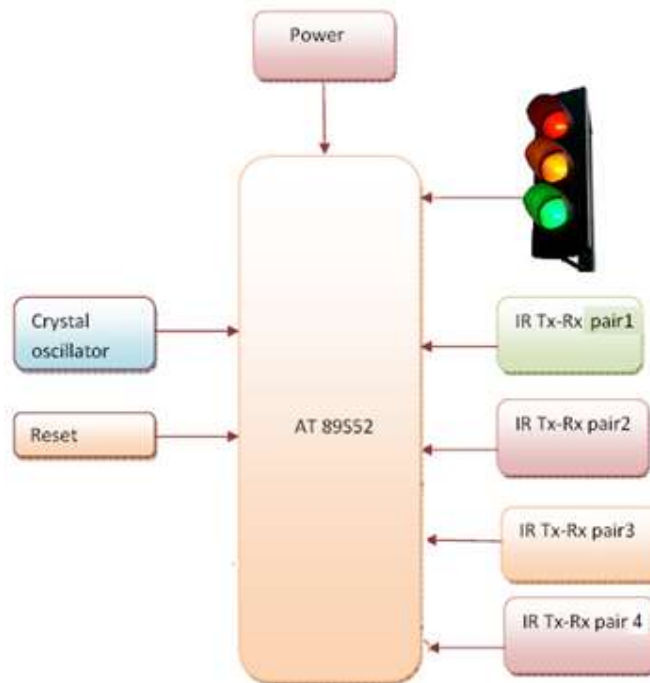 Power
Crystal
oscillator
Reset
AT 89552
IR Tx-Rx pair1
IR Tx-Rx pair2
IR Tx-Rx pair3
IR Tx-Rx pair 4